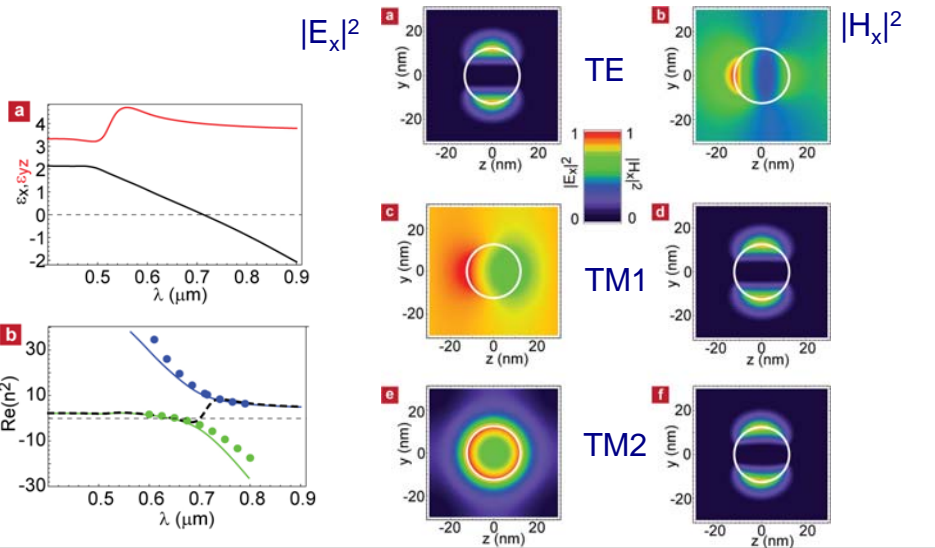 |Eₓ|²
|Hₓ|²
TE
TM1
TM2
a
εₓ,εyz
4
3
2
1
0
-1
-2
0.5
0.6
0.7
0.8
0.9
λ (μm)
b
Re(n²)
30
10
-10
-30
0.5
0.6
0.7
0.8
0.9
λ (μm)
a
y (nm)
20
0
-20
-20
0
20
z (nm)
b
y (nm)
20
0
-20
-20
0
20
z (nm)
1
1
|Eₓ|²
|Hₓ|²
0
0
c
y (nm)
20
0
-20
-20
0
20
z (nm)
d
y (nm)
20
0
-20
-20
0
20
z (nm)
e
y (nm)
20
0
-20
-20
0
20
z (nm)
f
y (nm)
20
0
-20
-20
0
20
z (nm)